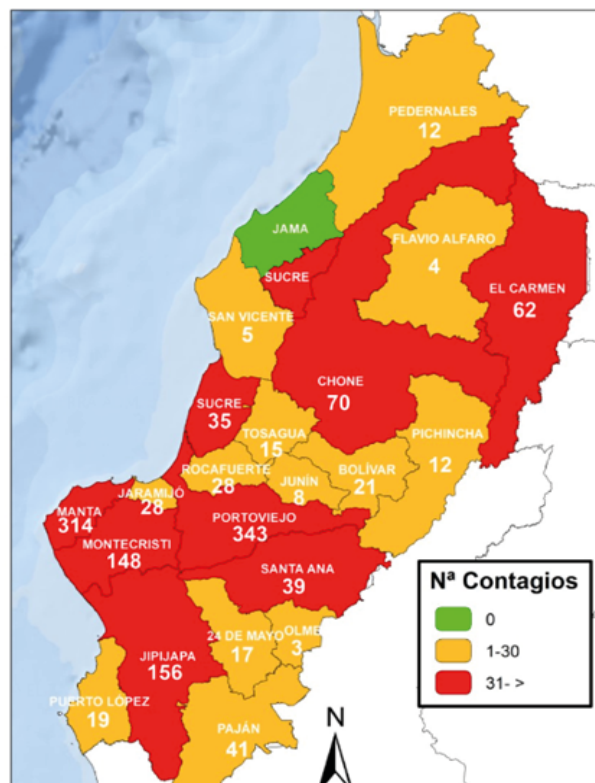 PEDERNALES
12
JAMA
FLAVIO ALFARO
4
SUCRE
EL CARMEN
62
SAN VICENTE
5
CHONE
70
SUCRE
35
TOSAGUA
15
PICHINCHA
12
ROCAFUERTE
28
JUNÍN
8
BOLÍVAR
21
JARAMIJÓ
28
MANTA
314
PORTOVIEJO
343
MONTECRISTI
148
SANTA ANA
39
24 DE MAYO
17
OLMB
3
JIPIJAPA
156
PUERTO LÓPEZ
19
PAJÁN
41
Nª Contagios
0
1-30
31- >
N